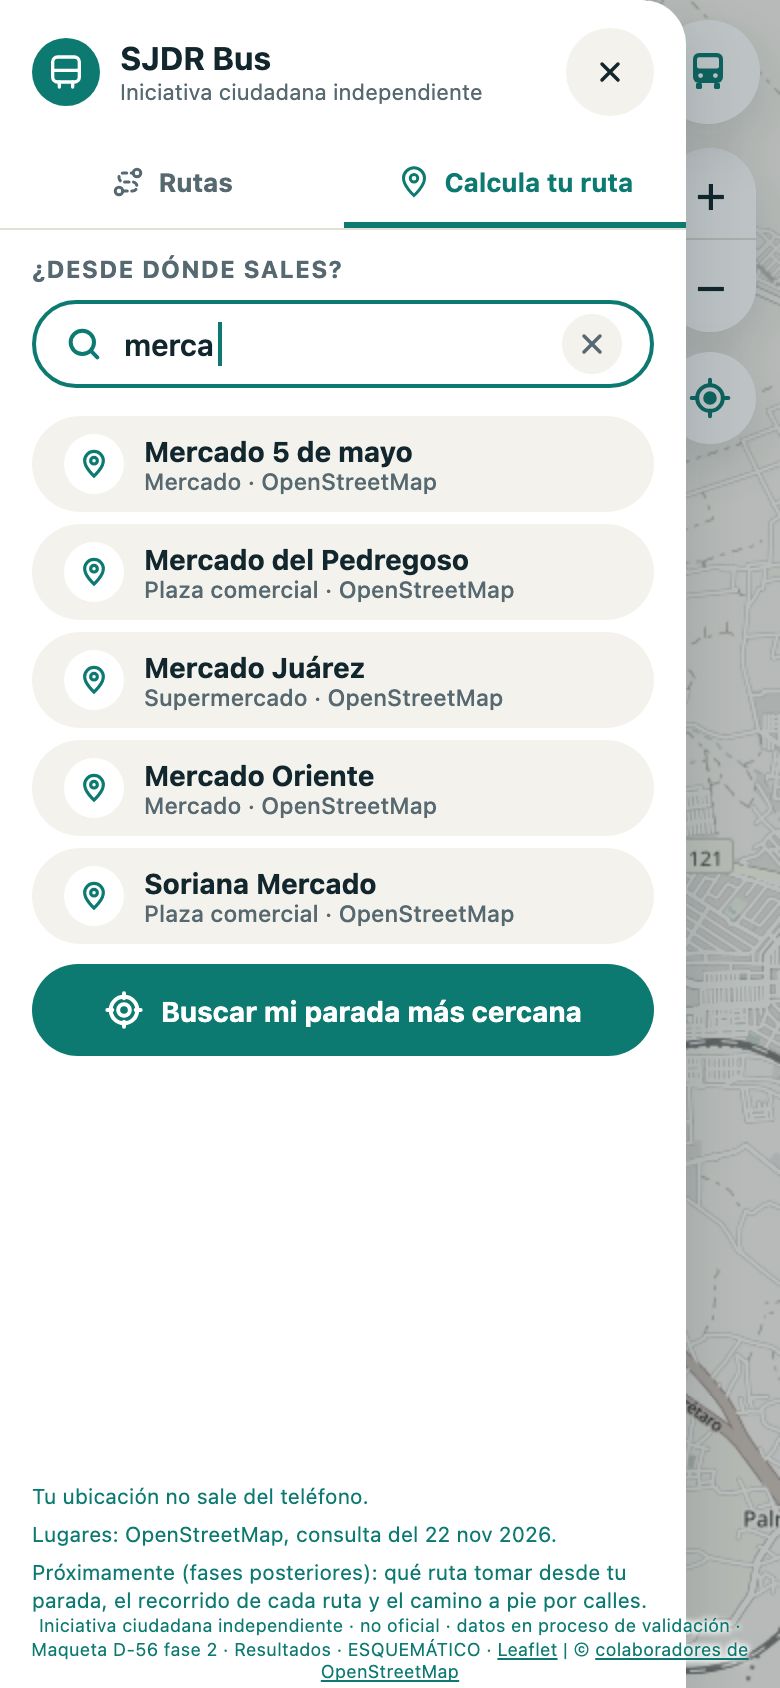 SJDR Bus
Iniciativa ciudadana independiente
Rutas
Calcula tu ruta
¿DESDE DÓNDE SALES?
merca
Mercado 5 de mayo
Mercado · OpenStreetMap
Mercado del Pedregoso
Plaza comercial · OpenStreetMap
Mercado Juárez
Supermercado · OpenStreetMap
Mercado Oriente
Mercado · OpenStreetMap
121
Soriana Mercado
Plaza comercial · OpenStreetMap
Buscar mi parada más cercana
étaro
Palr
Tu ubicación no sale del teléfono.
Lugares: OpenStreetMap, consulta del 22 nov 2026.
Próximamente (fases posteriores): qué ruta tomar desde tu
parada, el recorrido de cada ruta y el camino a pie por calles.
Iniciativa ciudadana independiente · no oficial · datos en proceso de validación ·
Maqueta D-56 fase 2 · Resultados · ESQUEMÁTICO · Leaflet | © colaboradores de
OpenStreetMap